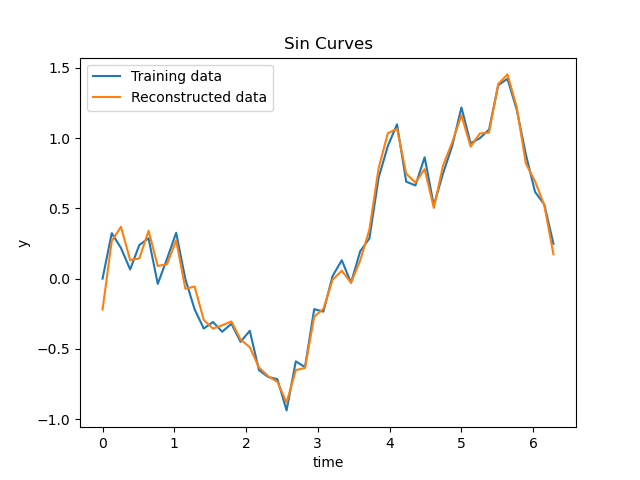 Sin Curves
Training data
Reconstructed data
1.5
1.0
0.5
0.0
−0.5
−1.0
y
0 1 2 3 4 5 6
time